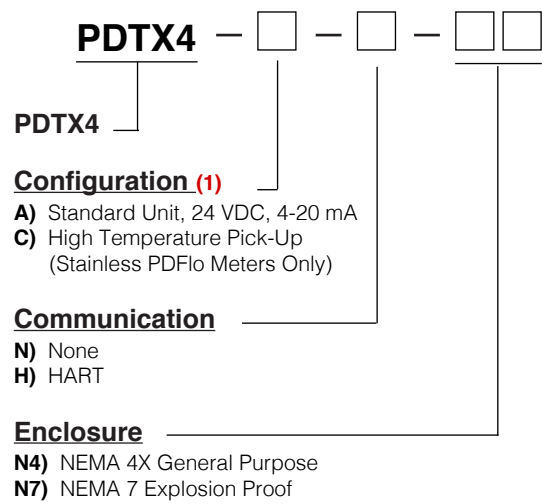 PDTX4 – □ – □ – □□
PDTX4
Configuration (1)
A) Standard Unit, 24 VDC, 4-20 mA
C) High Temperature Pick-Up
(Stainless PDFlo Meters Only)
Communication
N) None
H) HART
Enclosure
N4) NEMA 4X General Purpose
N7) NEMA 7 Explosion Proof